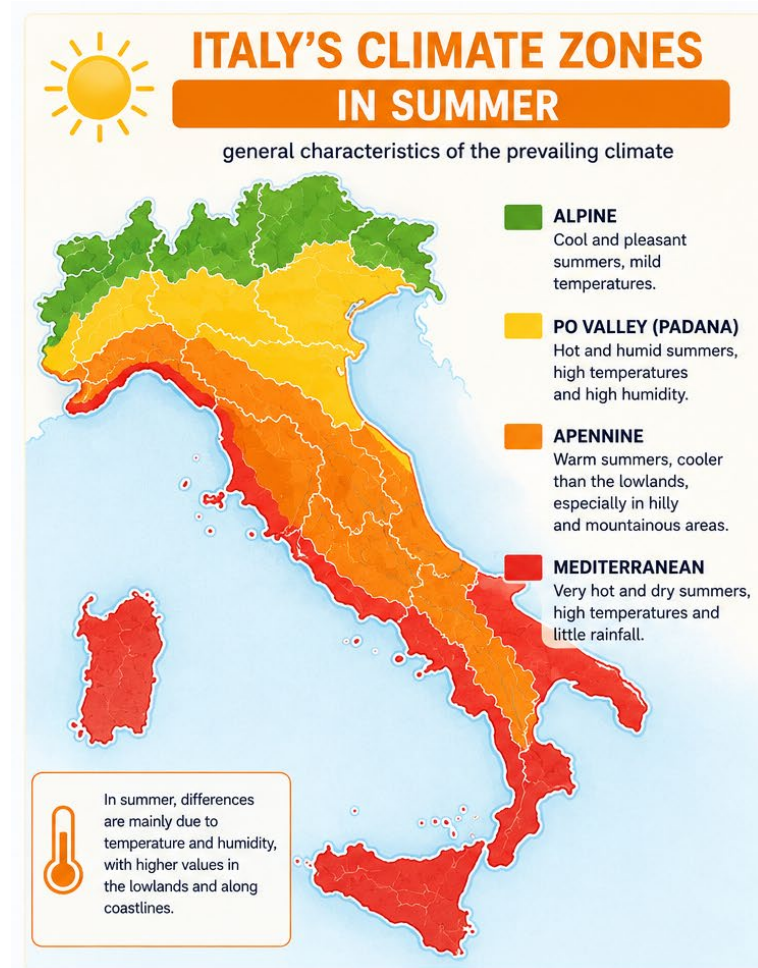 ITALY'S CLIMATE ZONES
IN SUMMER
general characteristics of the prevailing climate
ALPINE
Cool and pleasant
summers, mild
temperatures.
PO VALLEY (PADANA)
Hot and humid summers,
high temperatures
and high humidity.
APENNINE
Warm summers, cooler
than the lowlands,
especially in hilly
and mountainous areas.
MEDITERRANEAN
Very hot and dry summers,
high temperatures and
little rainfall.
In summer, differences
are mainly due to
temperature and humidity,
with higher values in
the lowlands and along
coastlines.